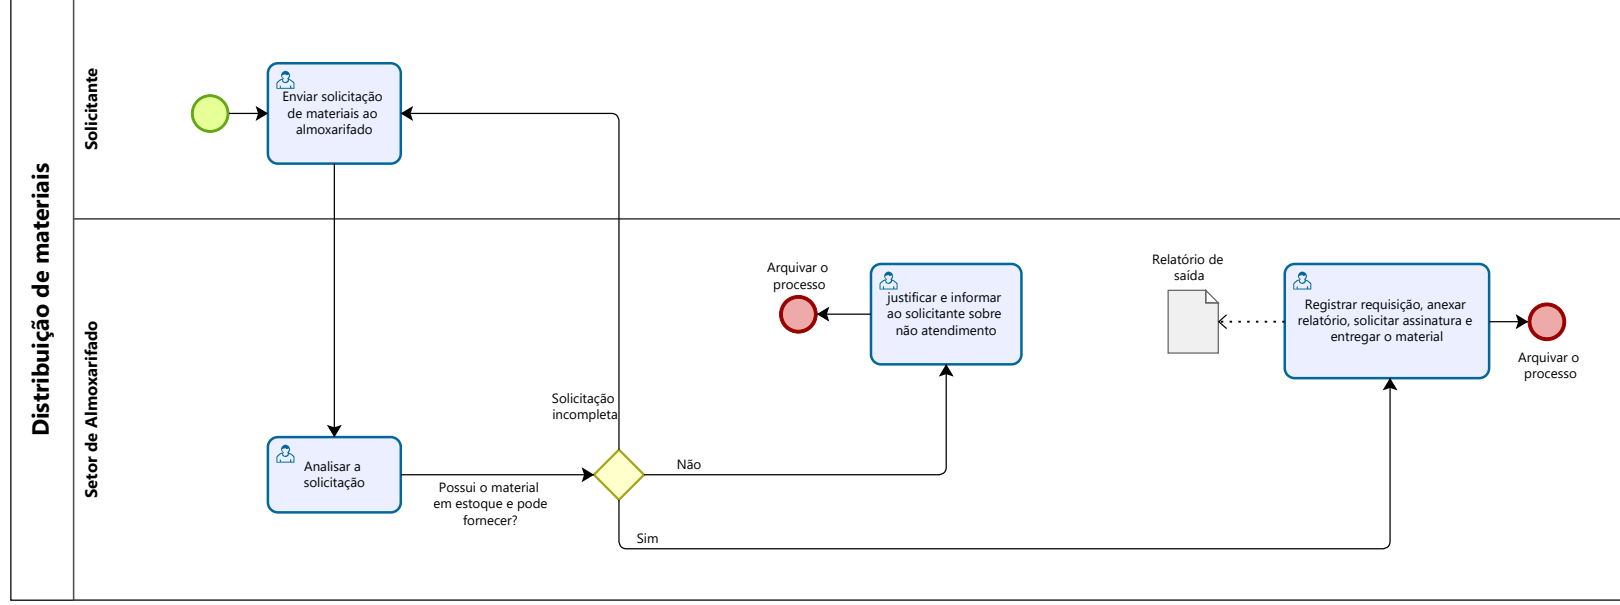 Distribuição de materiais
Solicitante
Enviar solicitação
de materiais ao
almoxarifado
Setor de Almoxarifado
Analisar a
solicitação
Possui o material
em estoque e pode
fornecer?
Solicitação
incompleta
Não
Sim
Arquivar o
processo
justificar e informar
ao solicitante sobre
não atendimento
Relatório de
saída
Registrar requisição, anexar
relatório, solicitar assinatura e
entregar o material
Arquivar o
processo